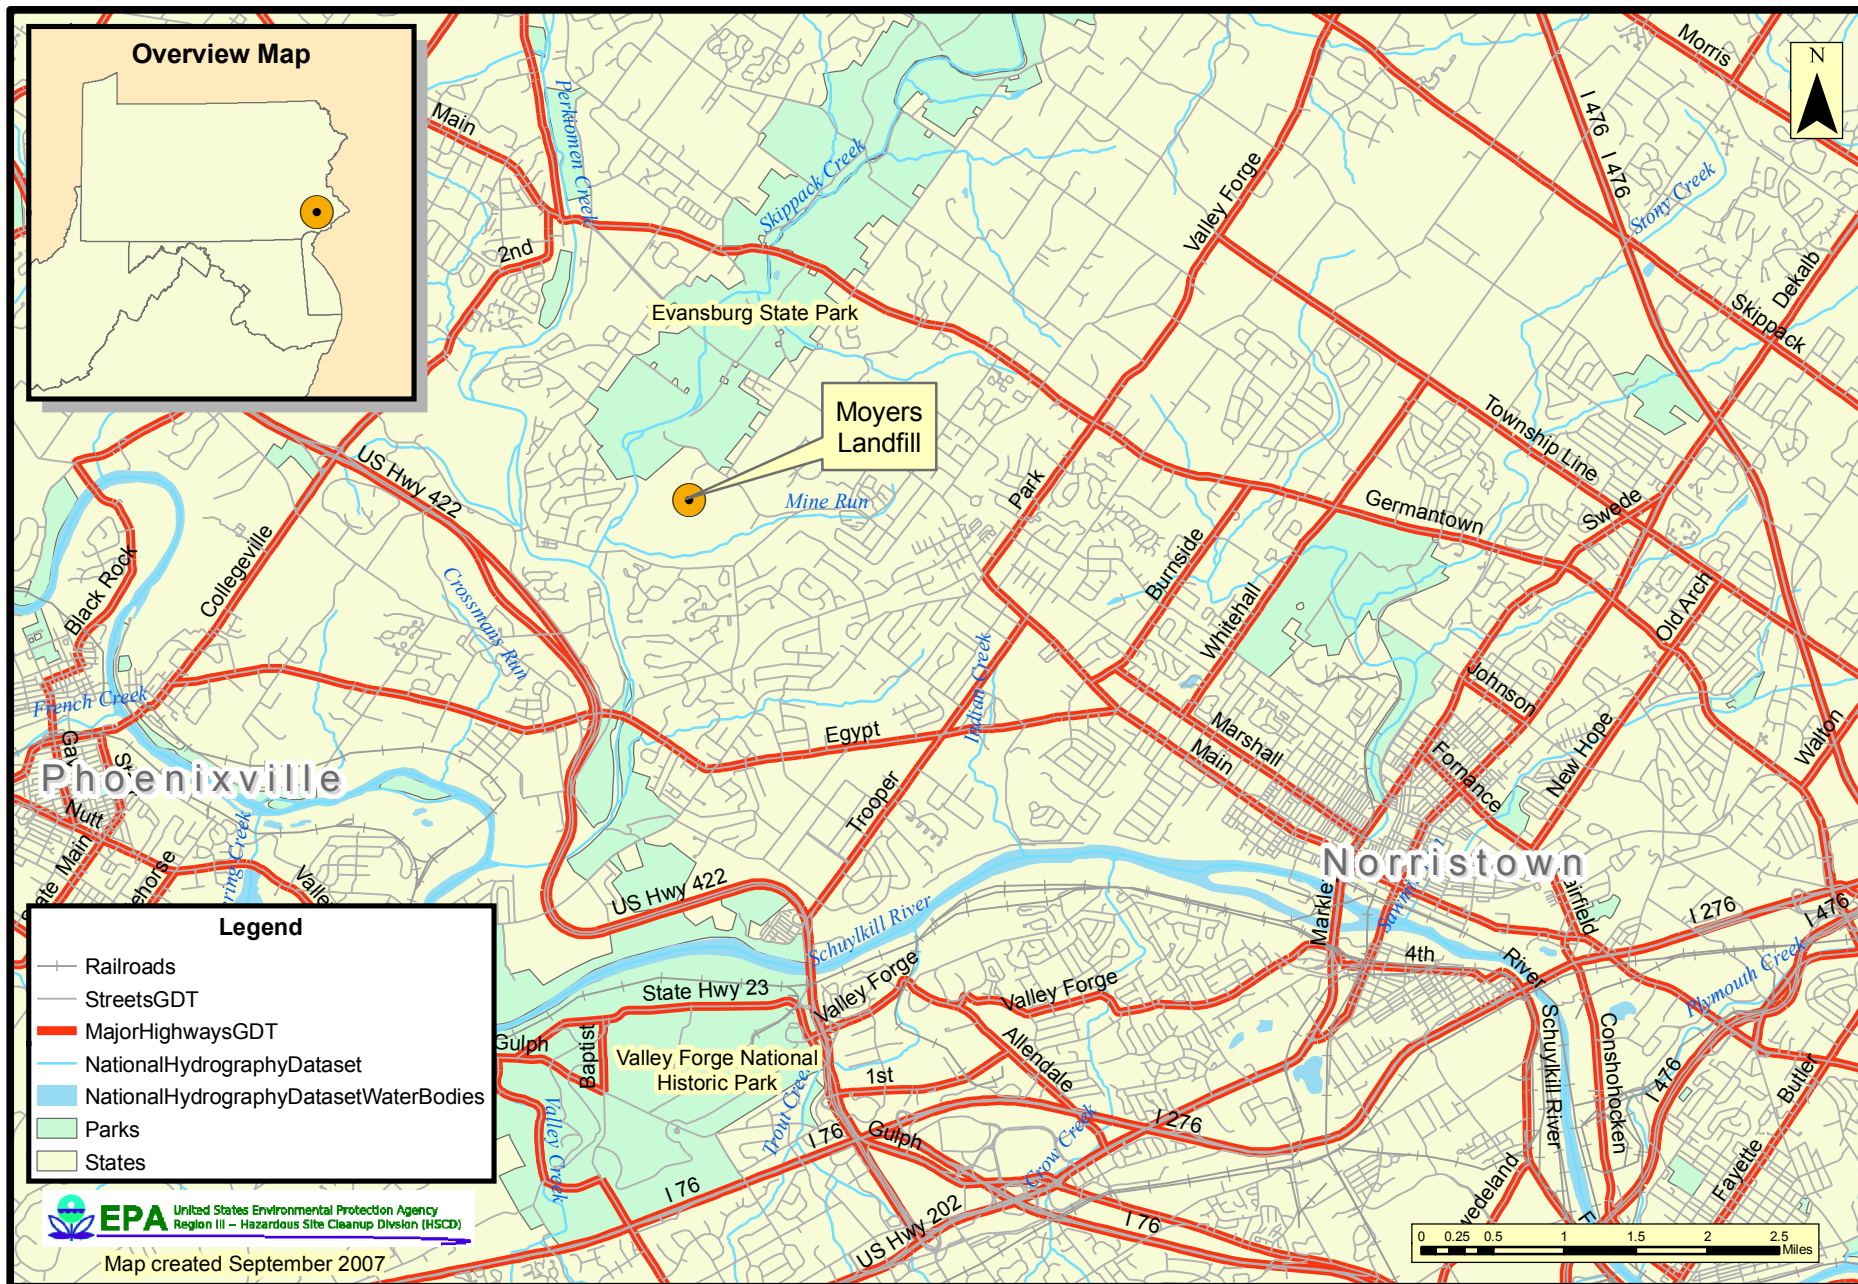 Overview Map
N
Morris
Main
Perkiomen Creek
Skippack Creek
I 476
I 476
Stony Creek
Valley Forge
2nd
Dekalb
Skippack
Evansburg State Park
Moyers
Landfill
Township Line
US Hwy 422
Park
Mine Run
Germantown
Swede
Black Rock
Collegeville
Crossmans Run
Burnside
Whitehall
Old Arch
Indian Creek
Johnson
French Creek
Egypt
Marshall
Main
New Hope
Walton
Fornance
Phoenixville
Nutt
Trooper
Norristown
State Main
US Hwy 422
Schuylkill River
Markle
I 276
I 476
4th
River
Plymouth Creek
State Hwy 23
Valley Forge
Valley Forge
Gulph
Baptist
Valley Forge National
Historic Park
Allendale
1st
Schuylkill River
Conshohocken
I 476
Butler
Valley Creek
I 76
Gulph
I 276
Crow Creek
Fayette
I 76
US Hwy 202
I 76
Legend
Railroads
StreetsGDT
MajorHighwaysGDT
NationalHydrographyDataset
NationalHydrographyDatasetWaterBodies
Parks
States
EPA
United States Environmental Protection Agency
Region III – Hazardous Site Cleanup Division (HSCD)
Map created September 2007
0 0.25 0.5 1 1.5 2 2.5
Miles